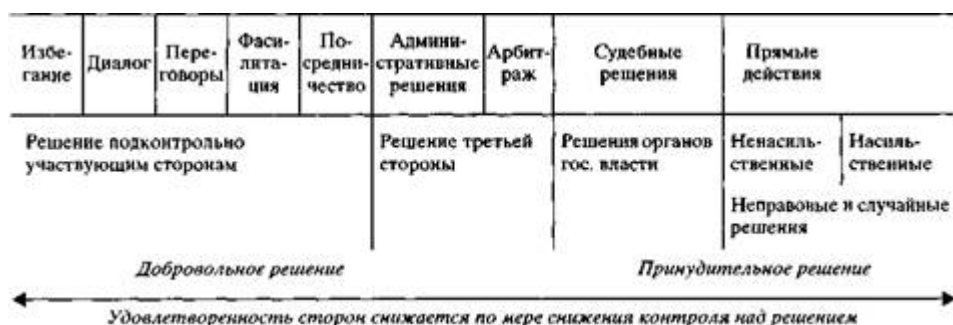 Избе-
гание
Диалог
Пере-
говоры
Фаси-
лита-
ция
По-
средни-
чество
Админи-
стративные
решения
Арбит-
раж
Судебные
решения
Прямые
действия
Решение подконтрольно
участвующим сторонам
Решение третьей
стороны
Решения органов
гос. власти
Ненасиль-
ственные
Насиль-
ственные
Неправовые и случайные
решения
Добровольное решение
Принудительное решение
Удовлетворенность сторон снижается по мере снижения контроля над решением